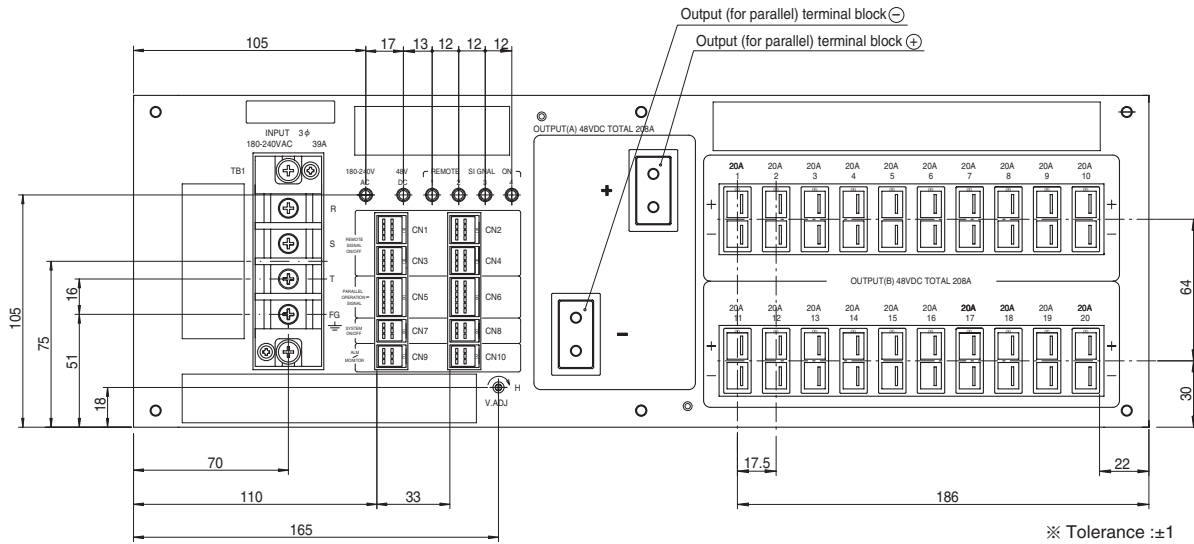 Output (for parallel) terminal block ⊖
Output (for parallel) terminal block ⊕
105
17
13
12
12
12
INPUT 3ϕ
180-240VAC 39A
TB1
R
S
T
FG
180-240V AC
48V DC
REMOTE SIGNAL ON
1 2 3 4
REMOTE SIGNAL ON/OFF
CN1
CN2
CN3
CN4
PARALLEL OPERATION SIGNAL
CN5
CN6
SYSTEM ON/OFF
CN7
CN8
ALM MONITOR
CN9
CN10
H
V.ADJ
OUTPUT(A) 48VDC TOTAL 208A
+
-
20A 20A 20A 20A 20A 20A 20A 20A 20A 20A
1 2 3 4 5 6 7 8 9 10
+ +
- -
OUTPUT(B) 48VDC TOTAL 208A
20A 20A 20A 20A 20A 20A 20A 20A 20A 20A
11 12 13 14 15 16 17 18 19 20
+ +
- -
105
75
16
51
18
64
30
70
110
33
165
17.5
22
186
※ Tolerance :±1